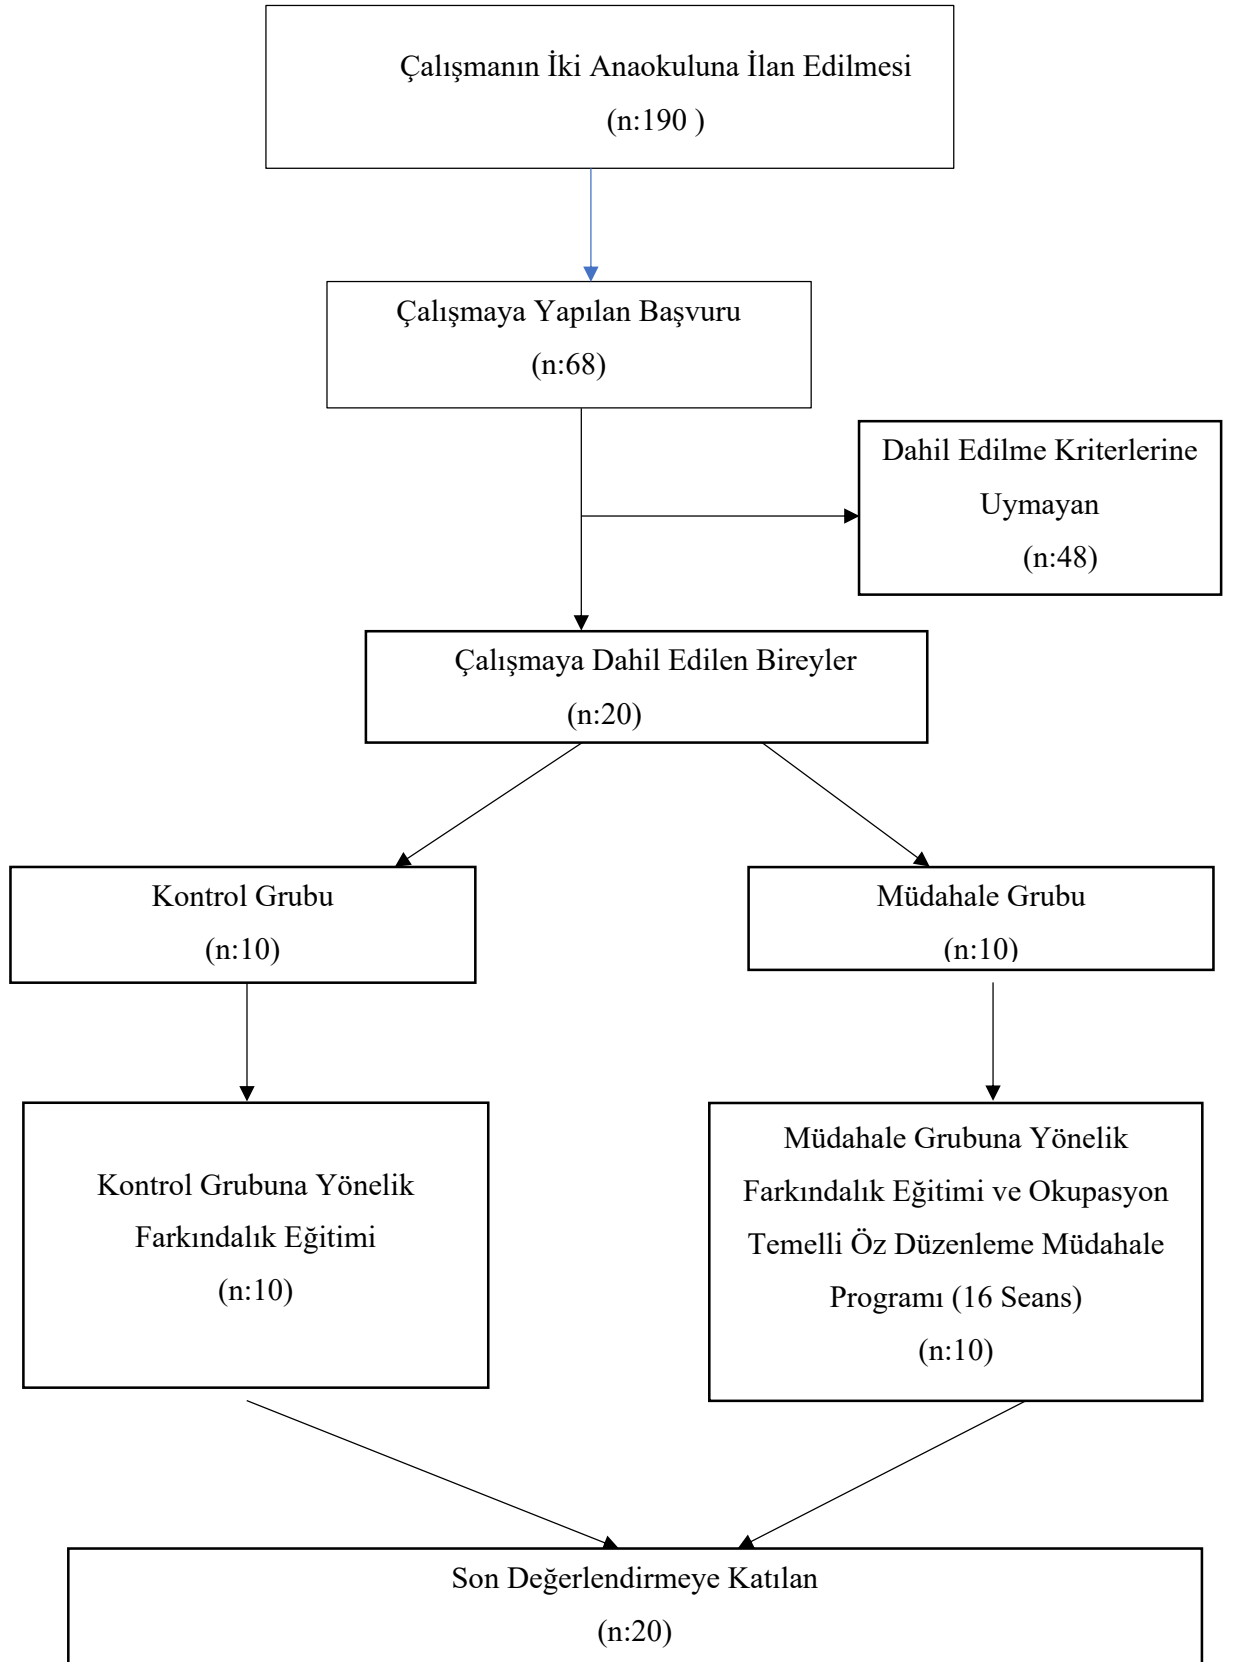 Çalışmanın İki Anaokuluna İlan Edilmesi
(n:190 )
Çalışmaya Yapılan Başvuru
(n:68)
Dahil Edilme Kriterlerine
Uymayan
(n:48)
Çalışmaya Dahil Edilen Bireyler
(n:20)
Kontrol Grubu
(n:10)
Müdahale Grubu
(n:10)
Kontrol Grubuna Yönelik
Farkındalık Eğitimi
(n:10)
Müdahale Grubuna Yönelik
Farkındalık Eğitimi ve Okupasyon
Temelli Öz Düzenleme Müdahale
Programı (16 Seans)
(n:10)
Son Değerlendirmeye Katılan
(n:20)